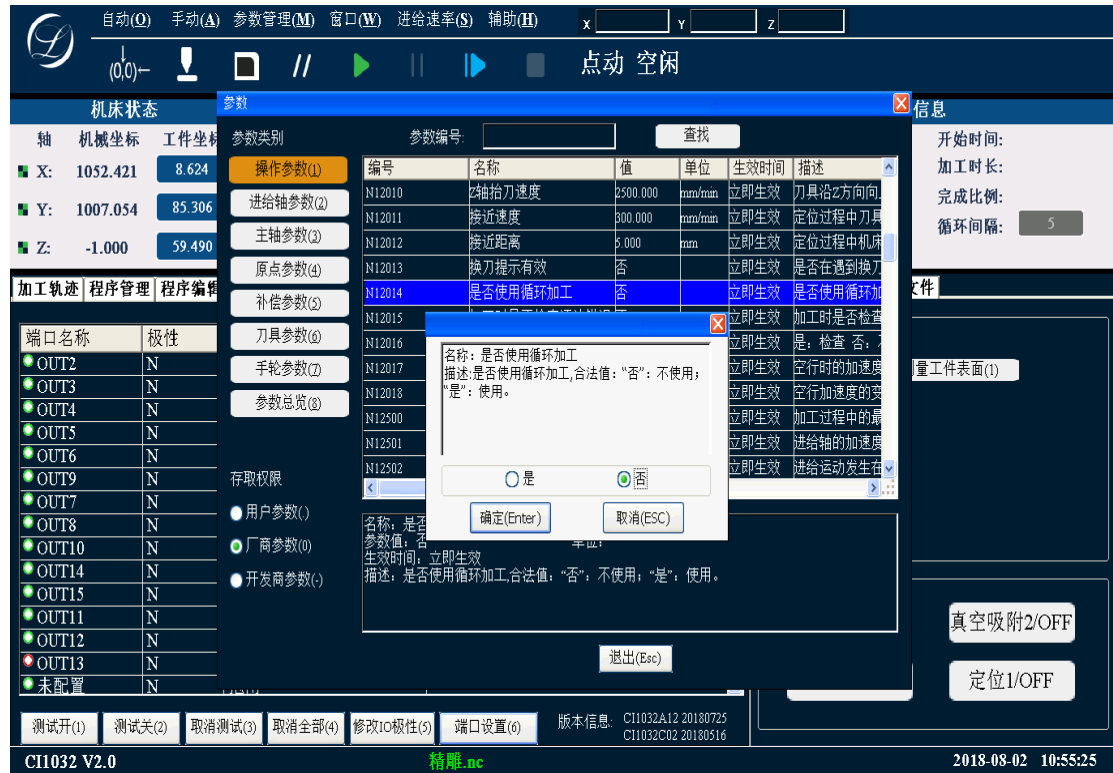 自动(O) 手动(A) 参数管理(M) 窗口(W) 进给速率(S) 辅助(H) X Y Z
(0,0)
点动 空闲
机床状态
信息
轴 机械坐标 工件坐标
X: 1052.421 8.624
Y: 1007.054 85.306
Z: -1.000 59.490
开始时间:
加工时长:
完成比例:
循环间隔: 5
加工轨迹 程序管理 程序编辑
文件
端口名称 极性
OUT2 N
OUT3 N
OUT4 N
OUT5 N
OUT6 N
OUT9 N
OUT7 N
OUT8 N
OUT10 N
OUT14 N
OUT15 N
OUT11 N
OUT12 N
OUT13 N
未配置 N
参数
参数类别
参数编号: 查找
操作参数(1)
进给轴参数(2)
主轴参数(3)
原点参数(4)
补偿参数(5)
刀具参数(6)
手轮参数(7)
参数总览(8)
存取权限
用户参数(.)
厂商参数(0)
开发商参数(-)
编号 名称 值 单位 生效时间 描述
N12010 Z轴抬刀速度 2500.000 mm/min 立即生效 刀具沿Z方向向
N12011 接近速度 300.000 mm/min 立即生效 定位过程中刀具
N12012 接近距离 5.000 mm 立即生效 定位过程中机床
N12013 换刀提示有效 否 立即生效 是否在遇到换刀
N12014 是否使用循环加工 否 立即生效 是否使用循环加
N12015 立即生效 加工时是否检查
N12016 立即生效 是：检查 否：
N12017 立即生效 空行时的加速度
N12018 立即生效 空行加速度的变
N12500 立即生效 加工过程中的最
N12501 立即生效 进给轴的加速度
N12502 立即生效 进给运动发生在
名称：是否使用循环加工
描述:是否使用循环加工,合法值：“否”：不使用；
“是”：使用。
是 否
确定(Enter) 取消(ESC)
名称：是否
参数值：否 单位：
生效时间：立即生效
描述：是否使用循环加工,合法值：“否”：不使用；“是”：使用。
退出(Esc)
量工件表面(1)
真空吸附2/OFF
定位1/OFF
测试开(1) 测试关(2) 取消测试(3) 取消全部(4) 修改IO极性(5) 端口设置(6)
版本信息: CI1032A12 20180725
CI1032C02 20180516
CI1032 V2.0 精雕.nc 2018-08-02 10:55:25